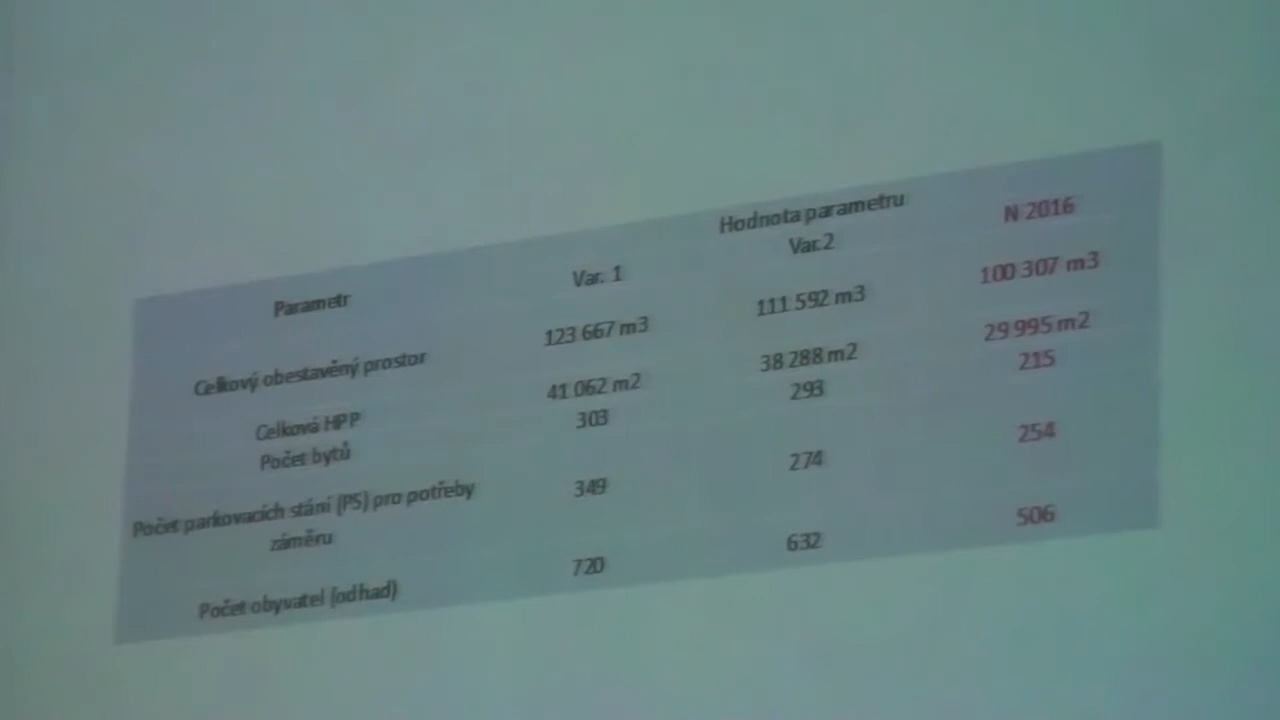 Hodnota parametru
Parametr Var. 1 Var.2 N 2016
Celkový obestavěný prostor 123 667 m3 111 592 m3 100 307 m3
Celková HPP 41 062 m2 38 288 m2 29 995 m2
Počet bytů 303 293 215
Počet parkovacích stání (PS) pro potřeby
záměru 349 274 254
Počet obyvatel (odhad) 720 632 506